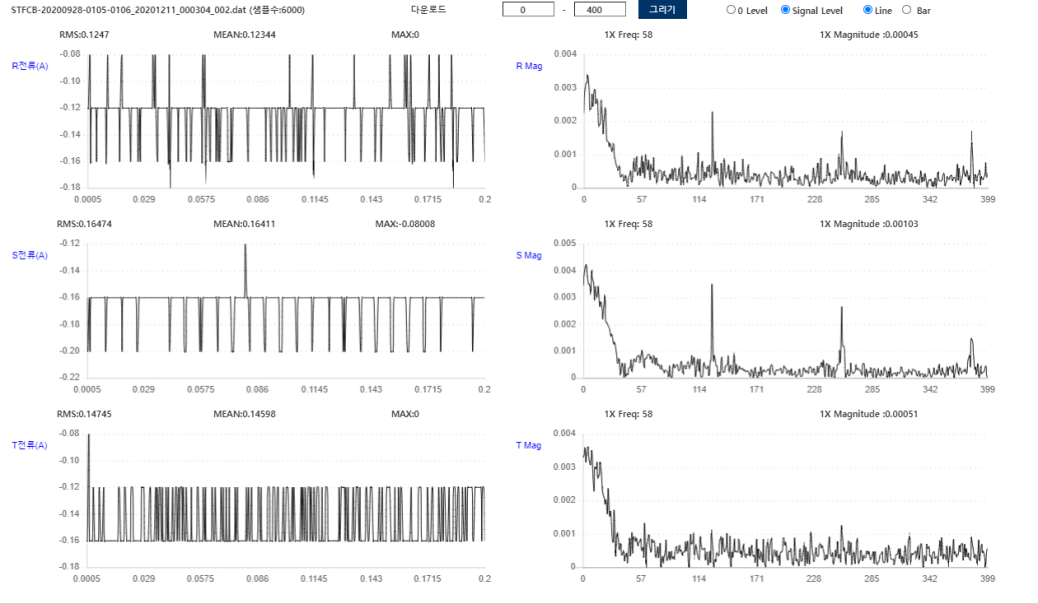 STFCB-20200928-0105-0106_20201211_000304_002.dat (샘플수:6000) 다운로드 0 - 400 그리기 0 Level Signal Level Line Bar
RMS:0.1247 MEAN:0.12344 MAX:0 1X Freq: 58 1X Magnitude :0.00045
R전류(A)
-0.08
-0.10
-0.12
-0.14
-0.16
-0.18
0.0005 0.029 0.0575 0.086 0.1145 0.143 0.1715 0.2
R Mag
0.004
0.003
0.002
0.001
0
0 57 114 171 228 285 342 399
RMS:0.16474 MEAN:0.16411 MAX:-0.08008 1X Freq: 58 1X Magnitude :0.00103
S전류(A)
-0.12
-0.14
-0.16
-0.18
-0.20
-0.22
0.0005 0.029 0.0575 0.086 0.1145 0.143 0.1715 0.2
S Mag
0.005
0.004
0.003
0.002
0.001
0
0 57 114 171 228 285 342 399
RMS:0.14745 MEAN:0.14598 MAX:0 1X Freq: 58 1X Magnitude :0.00051
T전류(A)
-0.08
-0.10
-0.12
-0.14
-0.16
-0.18
0.0005 0.029 0.0575 0.086 0.1145 0.143 0.1715 0.2
T Mag
0.004
0.003
0.002
0.001
0
0 57 114 171 228 285 342 399